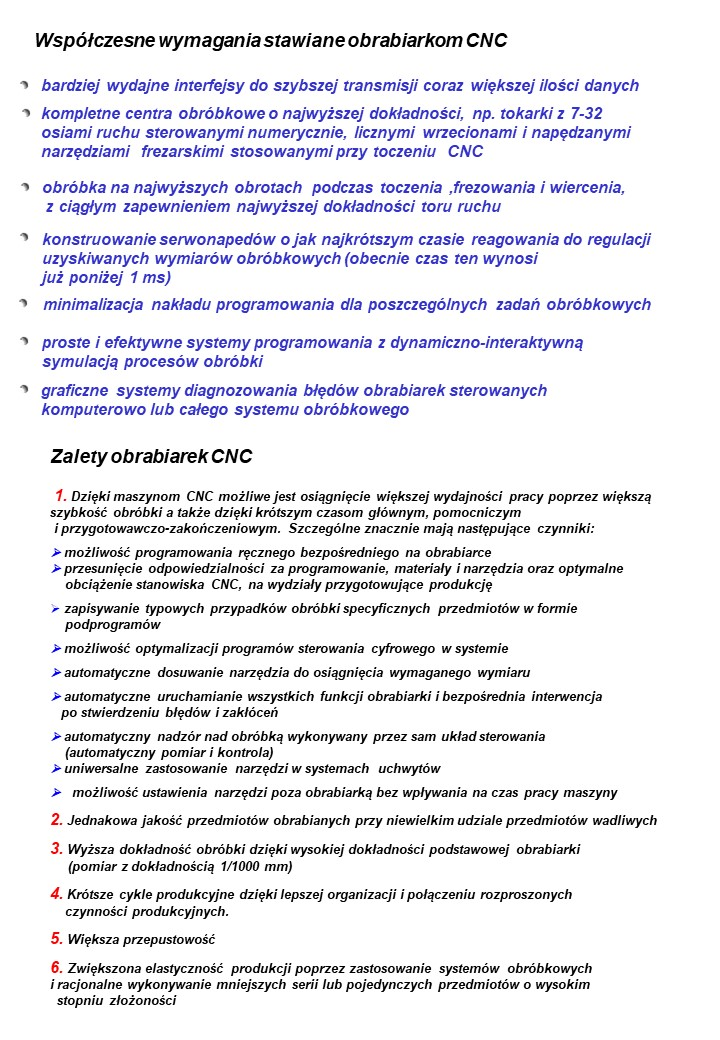 Współczesne wymagania stawiane obrabiarkom CNC
bardziej wydajne interfejsy do szybszej transmisji coraz większej ilości danych
kompletne centra obróbkowe o najwyższej dokładności, np. tokarki z 7-32
osiami ruchu sterowanymi numerycznie, licznymi wrzecionami i napędzanymi
narzędziami frezarskimi stosowanymi przy toczeniu CNC
obróbka na najwyższych obrotach podczas toczenia ,frezowania i wiercenia,
z ciągłym zapewnieniem najwyższej dokładności toru ruchu
konstruowanie serwonapedów o jak najkrótszym czasie reagowania do regulacji
uzyskiwanych wymiarów obróbkowych (obecnie czas ten wynosi
już poniżej 1 ms)
minimalizacja nakładu programowania dla poszczególnych zadań obróbkowych
proste i efektywne systemy programowania z dynamiczno-interaktywną
symulacją procesów obróbki
graficzne systemy diagnozowania błędów obrabiarek sterowanych
komputerowo lub całego systemu obróbkowego
Zalety obrabiarek CNC
1. Dzięki maszynom CNC możliwe jest osiągnięcie większej wydajności pracy poprzez większą
szybkość obróbki a także dzięki krótszym czasom głównym, pomocniczym
i przygotowawczo-zakończeniowym. Szczególne znacznie mają następujące czynniki:
➢ możliwość programowania ręcznego bezpośredniego na obrabiarce
➢ przesunięcie odpowiedzialności za programowanie, materiały i narzędzia oraz optymalne
obciążenie stanowiska CNC, na wydziały przygotowujące produkcję
➢ zapisywanie typowych przypadków obróbki specyficznych przedmiotów w formie
podprogramów
➢ możliwość optymalizacji programów sterowania cyfrowego w systemie
➢ automatyczne dosuwanie narzędzia do osiągnięcia wymaganego wymiaru
➢ automatyczne uruchamianie wszystkich funkcji obrabiarki i bezpośrednia interwencja
po stwierdzeniu błędów i zakłóceń
➢ automatyczny nadzór nad obróbką wykonywany przez sam układ sterowania
(automatyczny pomiar i kontrola)
➢ uniwersalne zastosowanie narzędzi w systemach uchwytów
➢ możliwość ustawienia narzędzi poza obrabiarką bez wpływania na czas pracy maszyny
2. Jednakowa jakość przedmiotów obrabianych przy niewielkim udziale przedmiotów wadliwych
3. Wyższa dokładność obróbki dzięki wysokiej dokładności podstawowej obrabiarki
(pomiar z dokładnością 1/1000 mm)
4. Krótsze cykle produkcyjne dzięki lepszej organizacji i połączeniu rozproszonych
czynności produkcyjnych.
5. Większa przepustowość
6. Zwiększona elastyczność produkcji poprzez zastosowanie systemów obróbkowych
i racjonalne wykonywanie mniejszych serii lub pojedynczych przedmiotów o wysokim
stopniu złożoności